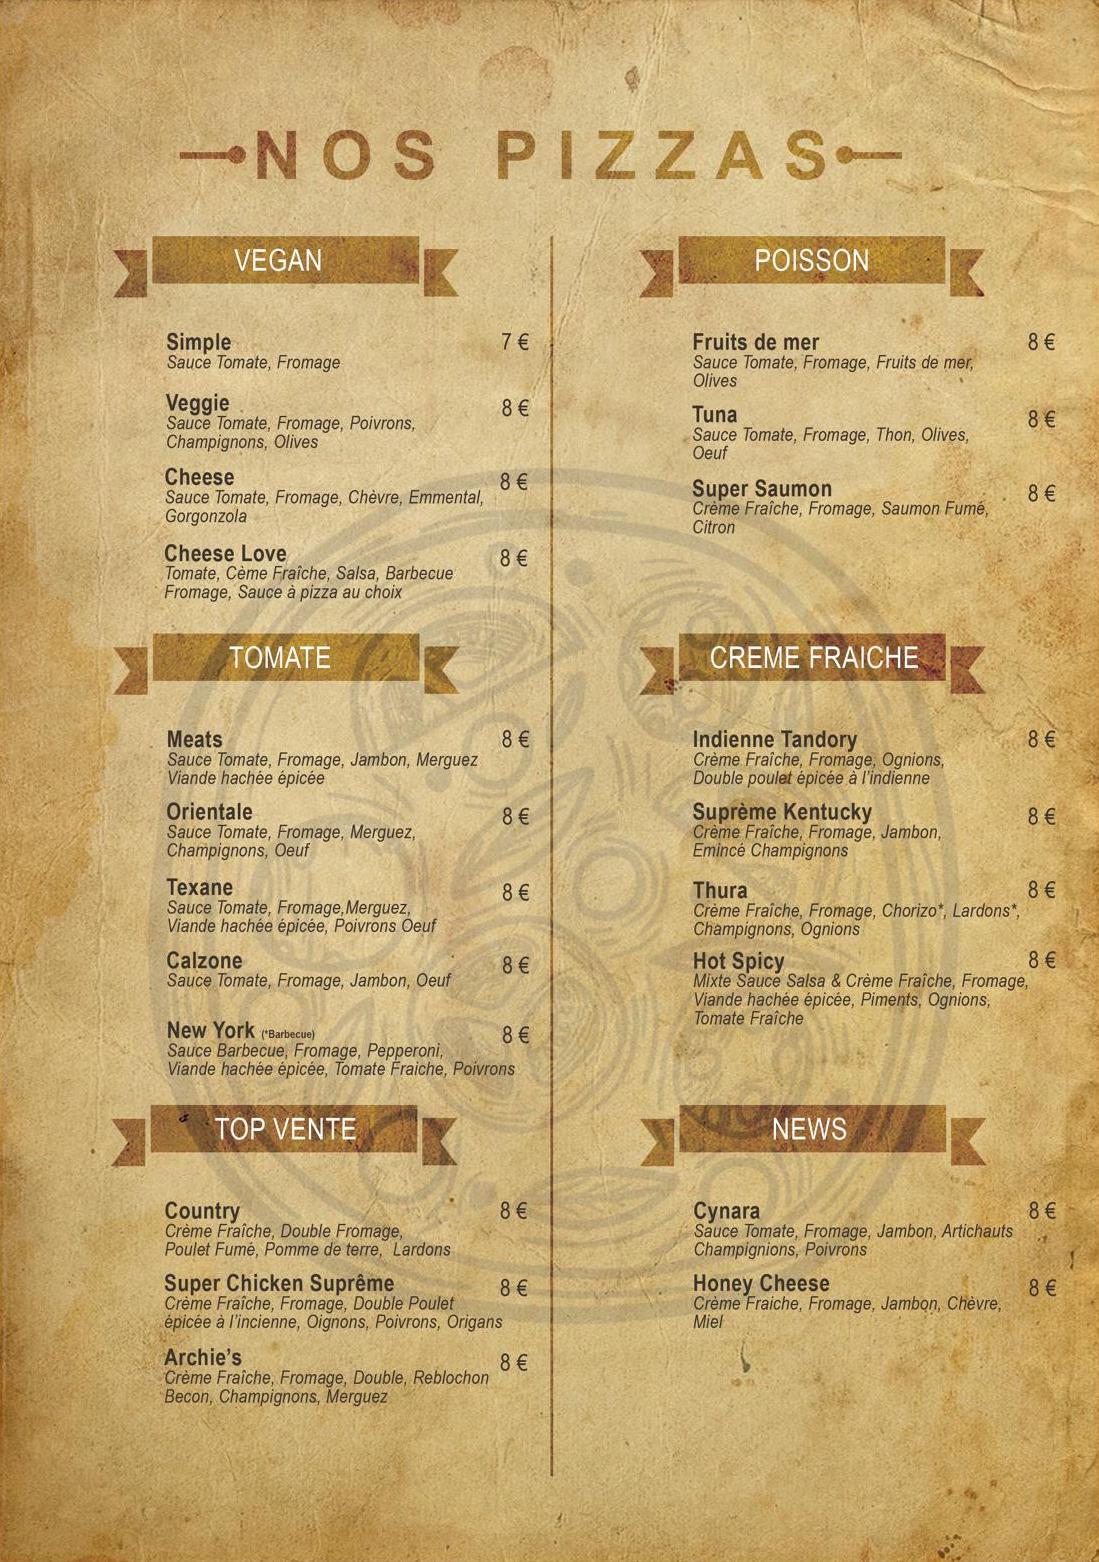 NOS PIZZAS
VEGAN
Simple 7 €
Sauce Tomate, Fromage
Veggie 8 €
Sauce Tomate, Fromage, Poivrons,
Champignons, Olives
Cheese 8 €
Sauce Tomate, Fromage, Chèvre, Emmental,
Gorgonzola
Cheese Love 8 €
Tomate, Cème Fraîche, Salsa, Barbecue
Fromage, Sauce à pizza au choix
TOMATE
Meats 8 €
Sauce Tomate, Fromage, Jambon, Merguez
Viande hachée épicée
Orientale 8 €
Sauce Tomate, Fromage, Merguez,
Champignons, Oeuf
Texane 8 €
Sauce Tomate, Fromage,Merguez,
Viande hachée épicée, Poivrons Oeuf
Calzone 8 €
Sauce Tomate, Fromage, Jambon, Oeuf
New York (*Barbecue) 8 €
Sauce Barbecue, Fromage, Pepperoni,
Viande hachée épicée, Tomate Fraiche, Poivrons
TOP VENTE
Country 8 €
Crème Fraîche, Double Fromage,
Poulet Fumé, Pomme de terre, Lardons
Super Chicken Suprême 8 €
Crème Fraîche, Fromage, Double Poulet
épicée à l'incienne, Oignons, Poivrons, Origans
Archie's 8 €
Crème Fraîche, Fromage, Double, Reblochon
Becon, Champignons, Merguez
POISSON
Fruits de mer 8 €
Sauce Tomate, Fromage, Fruits de mer,
Olives
Tuna 8 €
Sauce Tomate, Fromage, Thon, Olives,
Oeuf
Super Saumon 8 €
Crème Fraîche, Fromage, Saumon Fumé,
Citron
CREME FRAICHE
Indienne Tandory 8 €
Crème Fraîche, Fromage, Ognions,
Double poulet épicée à l'indienne
Suprème Kentucky 8 €
Crème Fraîche, Fromage, Jambon,
Emincé Champignons
Thura 8 €
Crème Fraîche, Fromage, Chorizo*, Lardons*,
Champignons, Ognions
Hot Spicy 8 €
Mixte Sauce Salsa & Crème Fraîche, Fromage,
Viande hachée épicée, Piments, Ognions,
Tomate Fraîche
NEWS
Cynara 8 €
Sauce Tomate, Fromage, Jambon, Artichauts
Champignions, Poivrons
Honey Cheese 8 €
Crème Fraiche, Fromage, Jambon, Chèvre,
Miel